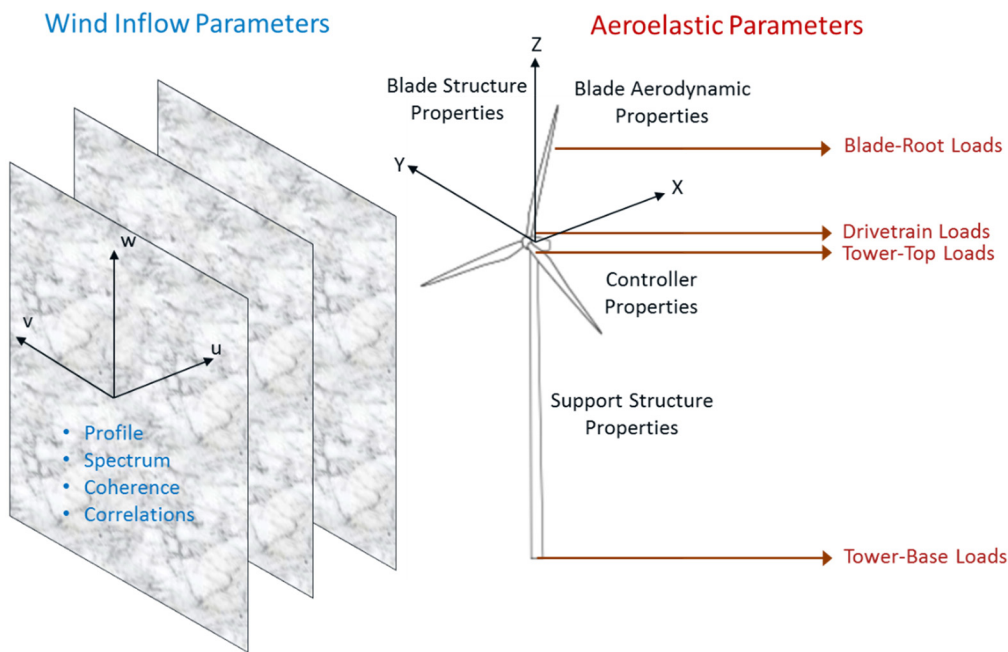 Wind Inflow Parameters
w
v
u
• Profile
• Spectrum
• Coherence
• Correlations
Aeroelastic Parameters
Z
Blade Structure
Properties
Blade Aerodynamic
Properties
Y
X
Controller
Properties
Support Structure
Properties
Blade-Root Loads
Drivetrain Loads
Tower-Top Loads
Tower-Base Loads